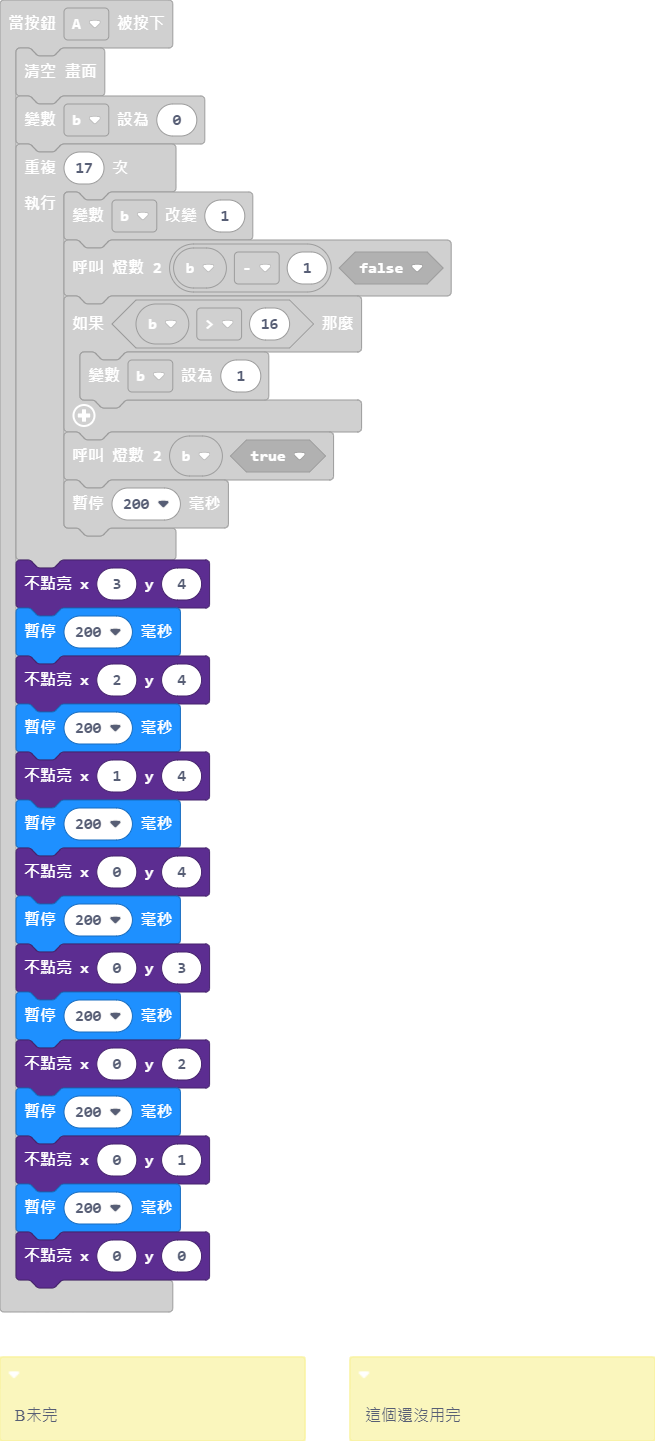 當按鈕 A 被按下
清空 畫面
變數 b 設為 0
重複 17 次
執行
變數 b 改變 1
呼叫 燈數 2 b - 1 false
如果 b > 16 那麼
變數 b 設為 1
呼叫 燈數 2 b true
暫停 200 毫秒
不點亮 x 3 y 4
暫停 200 毫秒
不點亮 x 2 y 4
暫停 200 毫秒
不點亮 x 1 y 4
暫停 200 毫秒
不點亮 x 0 y 4
暫停 200 毫秒
不點亮 x 0 y 3
暫停 200 毫秒
不點亮 x 0 y 2
暫停 200 毫秒
不點亮 x 0 y 1
暫停 200 毫秒
不點亮 x 0 y 0
B未完
這個還沒用完